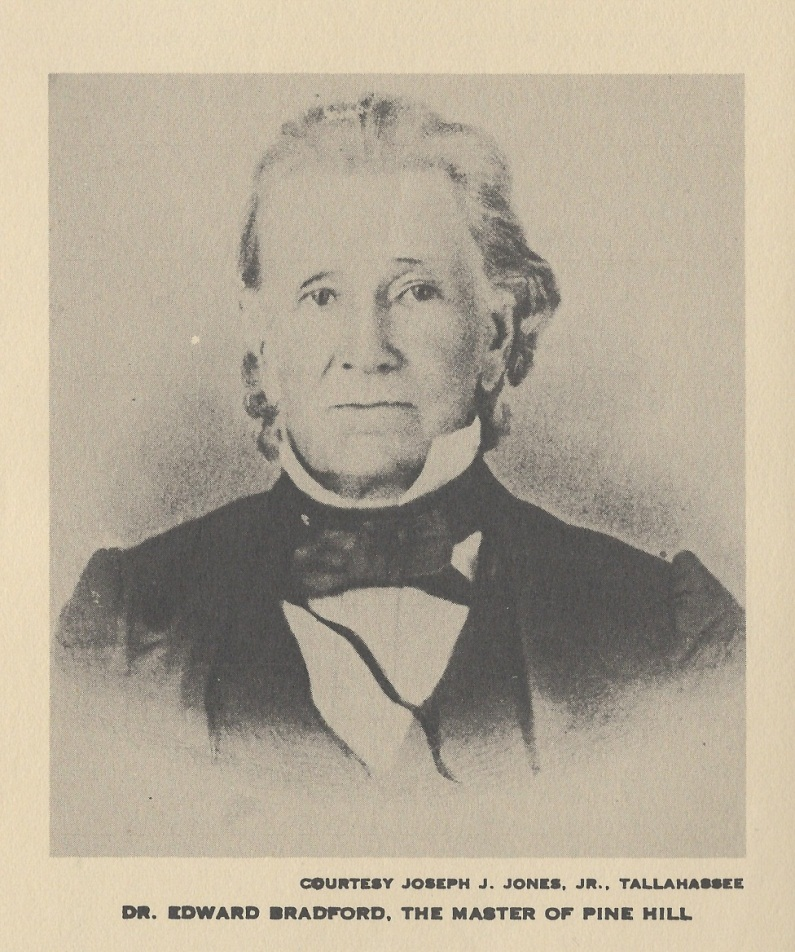 COURTESY JOSEPH J. JONES, JR., TALLAHASSEE
DR. EDWARD BRADFORD, THE MASTER OF PINE HILL